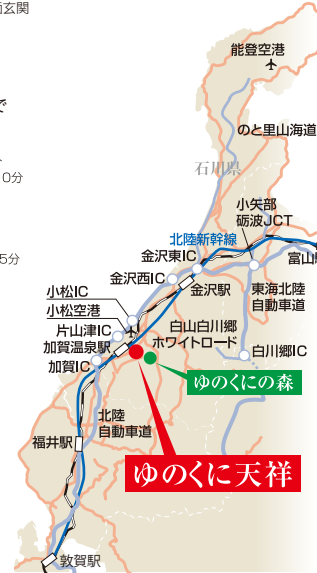 面玄関
能登空港
で
のと里山海道
0分
石川県
小矢部
砺波JCT
北陸新幹線
金沢東IC
富山
5分
金沢西IC
金沢駅
東海北陸
自動車道
小松IC
小松空港
片山津IC
加賀温泉駅
加賀IC
白山白川郷
ホワイトロード
白川郷IC
ゆのくにの森
北陸
自動車道
福井駅
ゆのくに天祥
敦賀駅